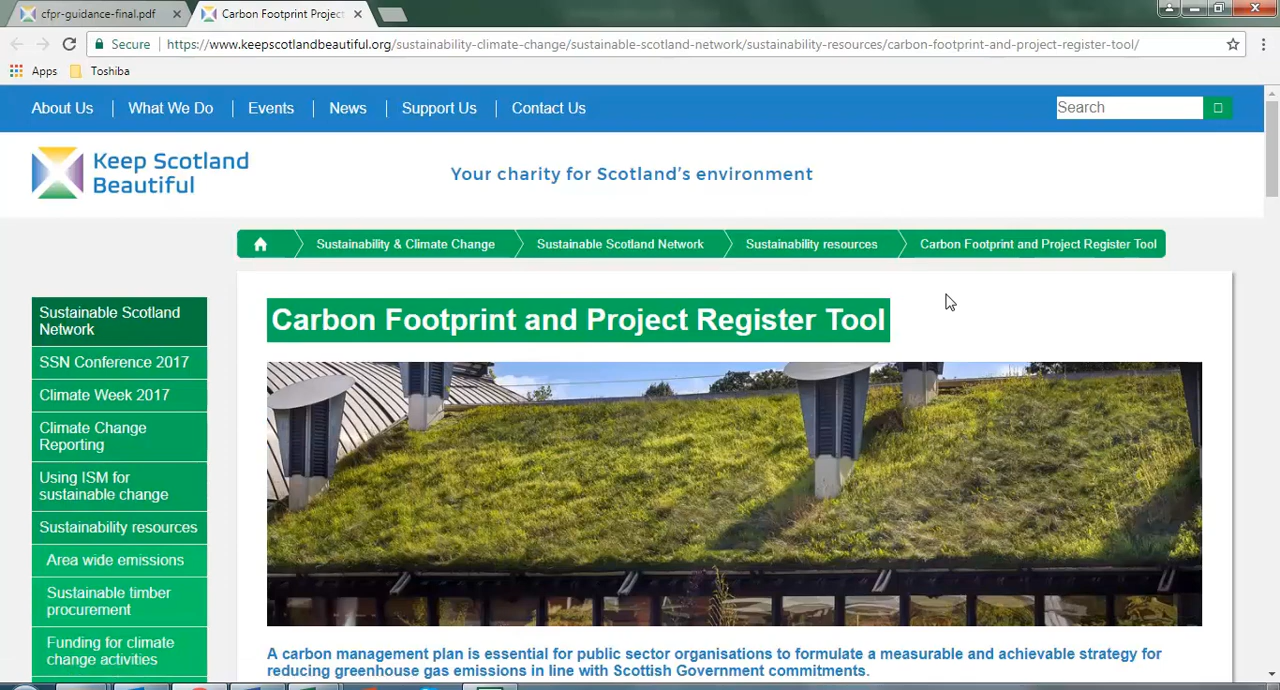 cfpr-guidance-final.pdf
Carbon Footprint Project
Secure https://www.keepscotlandbeautiful.org/sustainability-climate-change/sustainable-scotland-network/sustainability-resources/carbon-footprint-and-project-register-tool/
Apps Toshiba
About Us What We Do Events News Support Us Contact Us Search
Keep Scotland
Beautiful
Your charity for Scotland's environment
Sustainability & Climate Change Sustainable Scotland Network Sustainability resources Carbon Footprint and Project Register Tool
Sustainable Scotland
Network
SSN Conference 2017
Climate Week 2017
Climate Change
Reporting
Using ISM for
sustainable change
Sustainability resources
Area wide emissions
Sustainable timber
procurement
Funding for climate
change activities
Carbon Footprint and Project Register Tool
A carbon management plan is essential for public sector organisations to formulate a measurable and achievable strategy for
reducing greenhouse gas emissions in line with Scottish Government commitments.